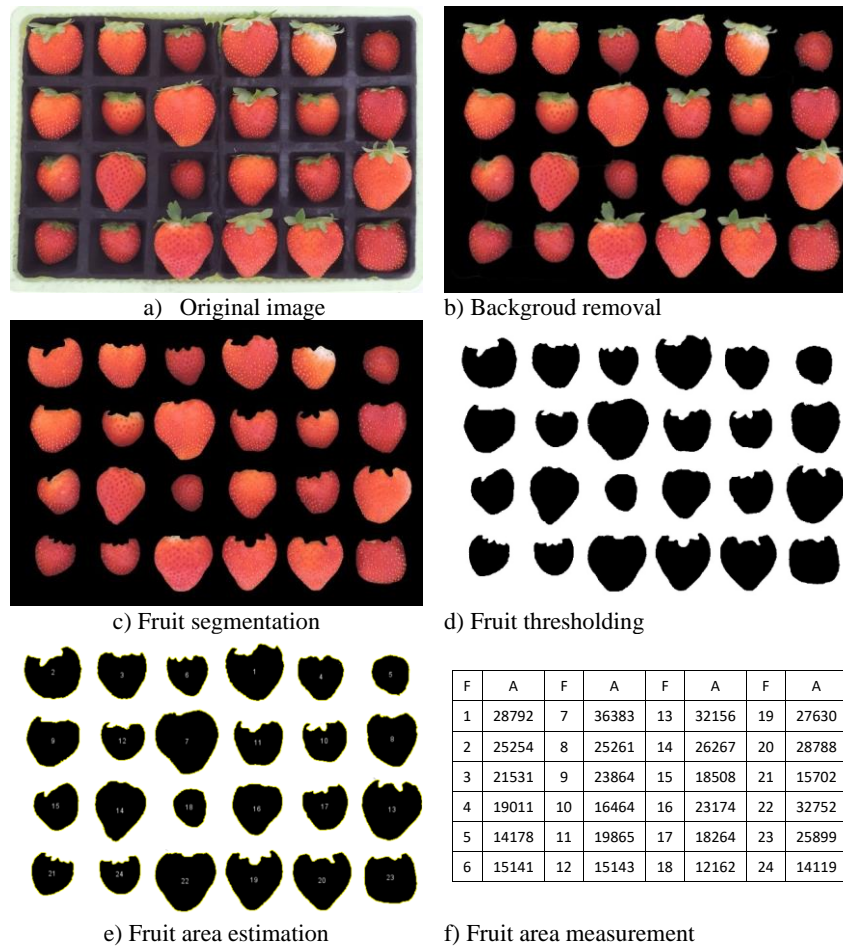 a) Original image
b) Backgroud removal
c) Fruit segmentation
d) Fruit thresholding
2 3 6 1 4 5
9 12 7 11 10 8
15 14 18 16 17 13
21 24 22 19 20 23
F A F A F A F A
1 28792 7 36383 13 32156 19 27630
2 25254 8 25261 14 26267 20 28788
3 21531 9 23864 15 18508 21 15702
4 19011 10 16464 16 23174 22 32752
5 14178 11 19865 17 18264 23 25899
6 15141 12 15143 18 12162 24 14119
e) Fruit area estimation
f) Fruit area measurement